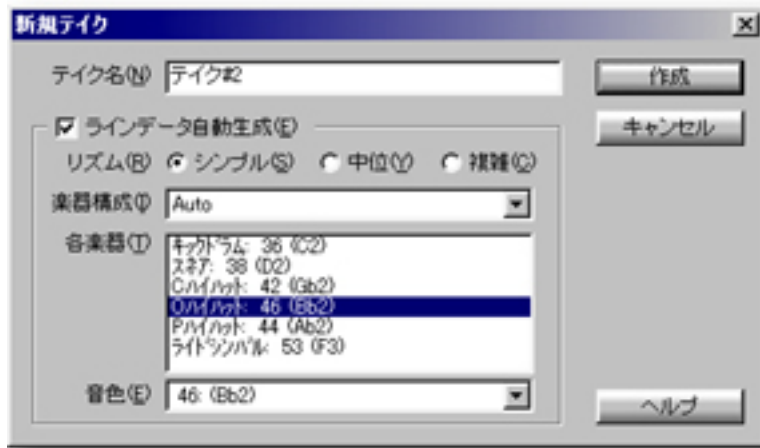 新規テイク
テイク名(N) テイク#2 作成
ラインデータ自動生成(E) キャンセル
リズム(R) シンプル(S) 中位(Y) 複雑(C)
楽器構成(I) Auto
各楽器(T) キックドラム: 36 (C2)
スネア: 38 (D2)
Cハイハット: 42 (Gb2)
Oハイハット: 46 (Bb2)
Pハイハット: 44 (Ab2)
ライドシンバル: 53 (F3)
音色(E) 46: (Bb2) ヘルプ